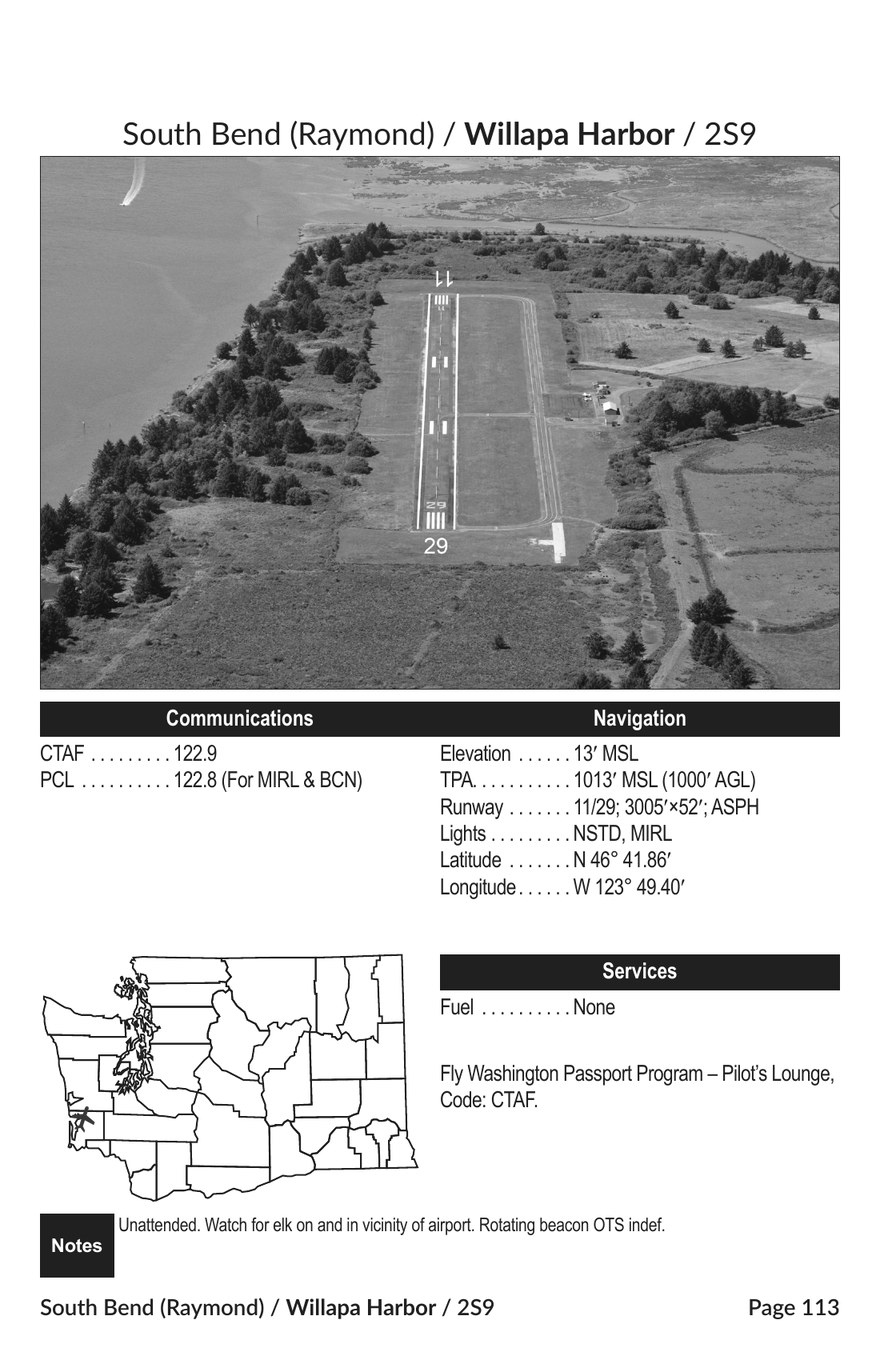 South Bend (Raymond) / Willapa Harbor / 2S9
11
11
29
29
Communications
CTAF . . . . . . . . . 122.9
PCL . . . . . . . . . . 122.8 (For MIRL & BCN)
Navigation
Elevation . . . . . . 13′ MSL
TPA. . . . . . . . . . . 1013′ MSL (1000′ AGL)
Runway . . . . . . . 11/29; 3005′×52′; ASPH
Lights . . . . . . . . . NSTD, MIRL
Latitude . . . . . . . N 46° 41.86′
Longitude . . . . . . W 123° 49.40′
Services
Fuel . . . . . . . . . . None
Fly Washington Passport Program – Pilot’s Lounge,
Code: CTAF.
Notes
Unattended. Watch for elk on and in vicinity of airport. Rotating beacon OTS indef.
South Bend (Raymond) / Willapa Harbor / 2S9
Page 113